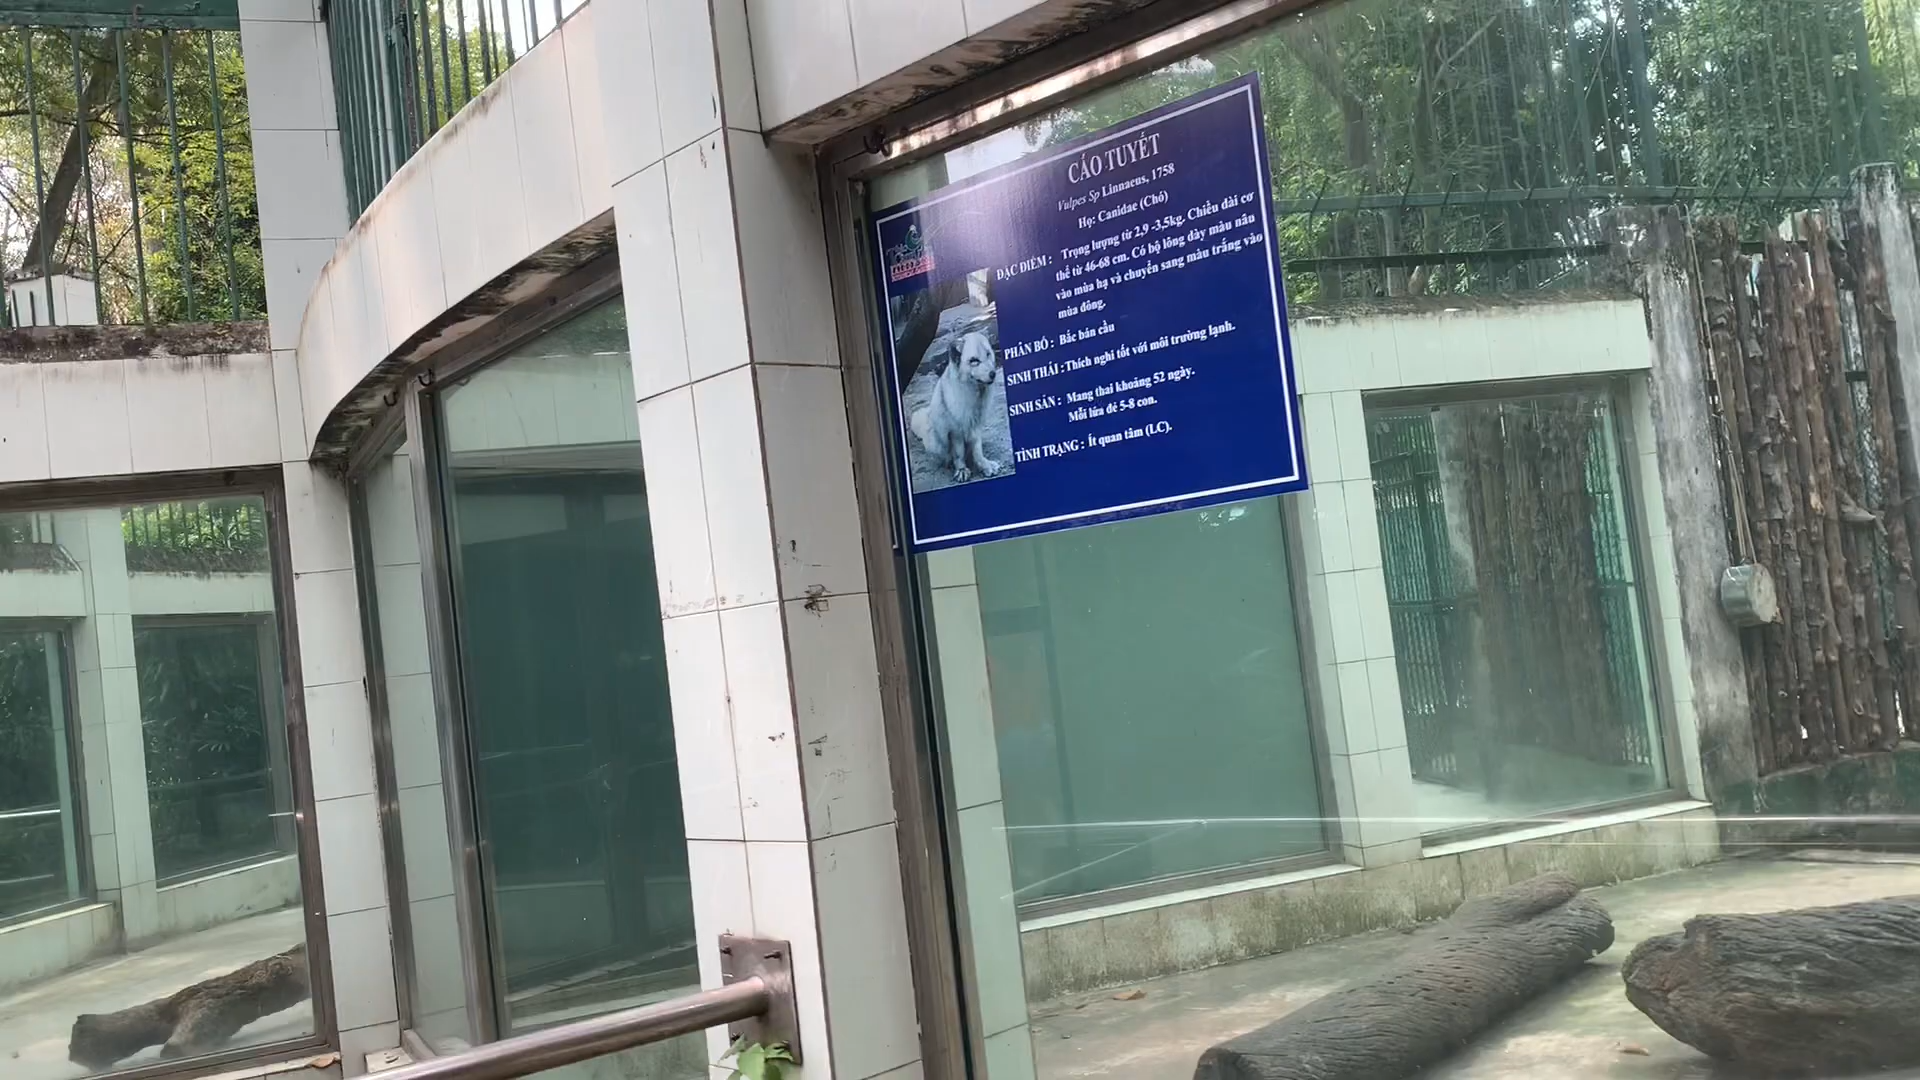 CÁO TUYẾT
Vulpes Sp Linnaeus, 1758
Họ: Canidae (Chó)
ĐẶC ĐIỂM : Trọng lượng từ 2,9 -3,5kg. Chiều dài cơ
thể từ 46-68 cm. Có bộ lông dày màu nâu
vào mùa hạ và chuyển sang màu trắng vào
mùa đông.
PHÂN BỐ : Bắc bán cầu
SINH THÁI : Thích nghi tốt với môi trường lạnh.
SINH SẢN : Mang thai khoảng 52 ngày.
Mỗi lứa đẻ 5-8 con.
TÌNH TRẠNG : Ít quan tâm (LC).